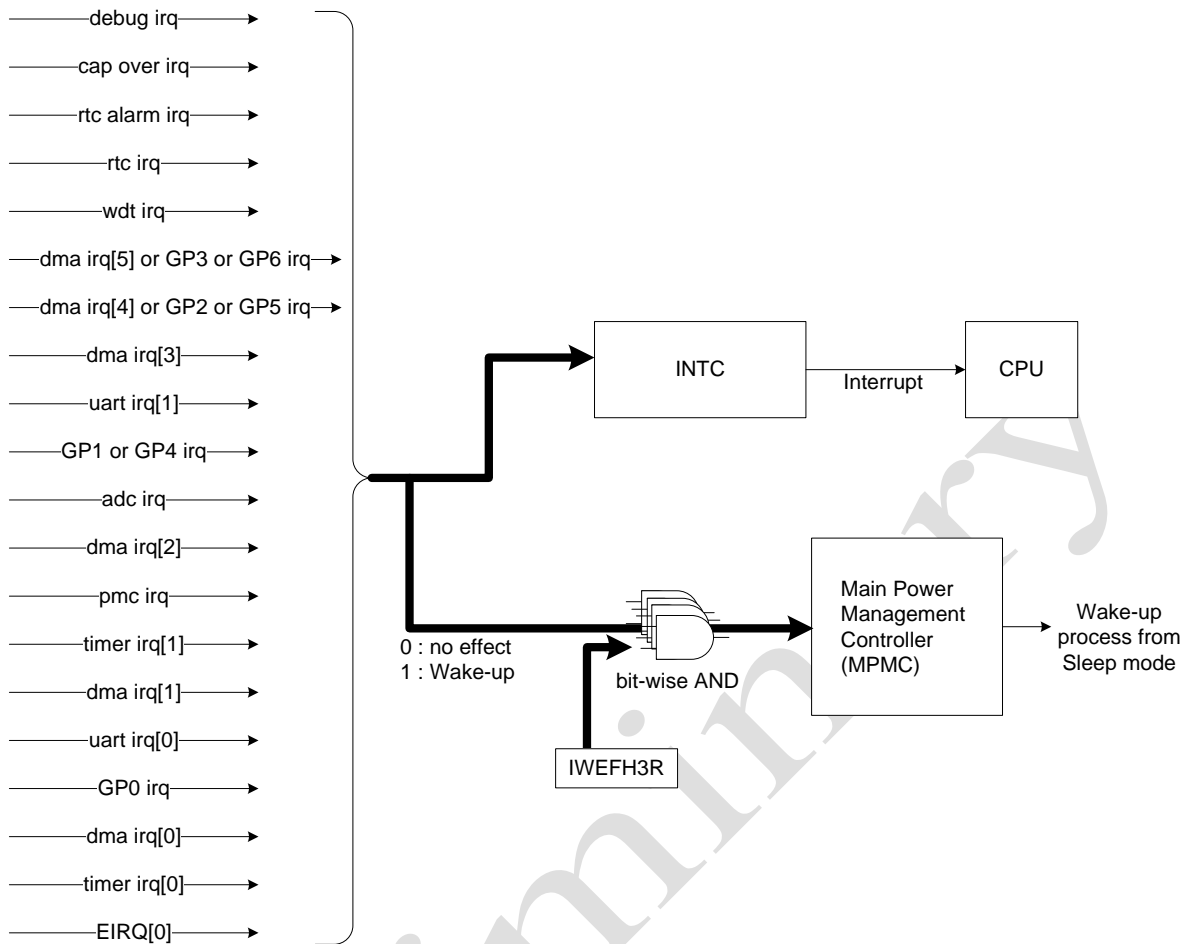 debug irq
cap over irq
rtc alarm irq
rtc irq
wdt irq
dma irq[5] or GP3 or GP6 irq
dma irq[4] or GP2 or GP5 irq
dma irq[3]
uart irq[1]
GP1 or GP4 irq
adc irq
dma irq[2]
pmc irq
timer irq[1]
dma irq[1]
uart irq[0]
GP0 irq
dma irq[0]
timer irq[0]
EIRQ[0]
INTC
Interrupt
CPU
0 : no effect
1 : Wake-up
bit-wise AND
IWEFH3R
Main Power
Management
Controller
(MPMC)
Wake-up
process from
Sleep mode
iminary